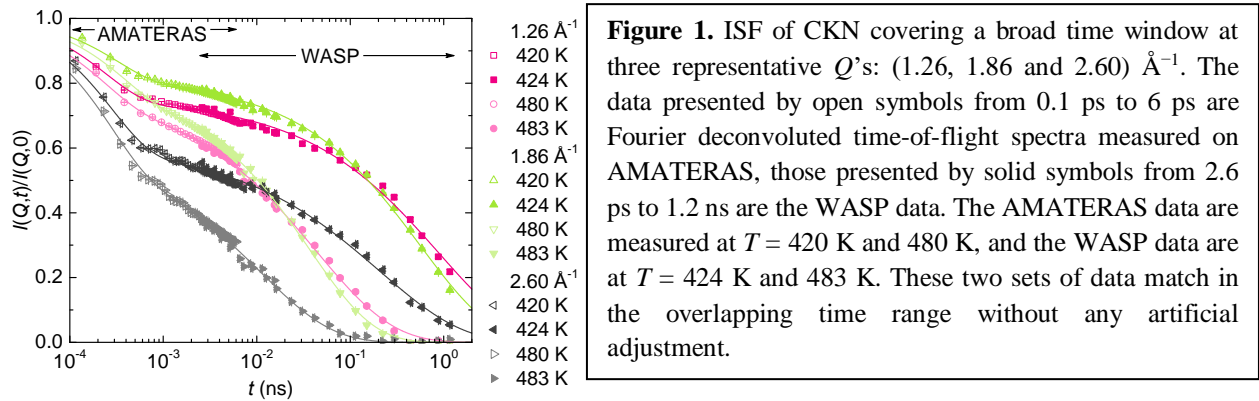 AMATERAS
WASP
I(Q,t)/I(Q,0)
1.0
0.8
0.6
0.4
0.2
0.0
10⁻⁴
10⁻³
10⁻²
10⁻¹
10⁰
t (ns)
1.26 Å⁻¹
420 K
424 K
480 K
483 K
1.86 Å⁻¹
420 K
424 K
480 K
483 K
2.60 Å⁻¹
420 K
424 K
480 K
483 K
Figure 1. ISF of CKN covering a broad time window at
three representative Q's: (1.26, 1.86 and 2.60) Å⁻¹. The
data presented by open symbols from 0.1 ps to 6 ps are
Fourier deconvoluted time-of-flight spectra measured on
AMATERAS, those presented by solid symbols from 2.6
ps to 1.2 ns are the WASP data. The AMATERAS data are
measured at T = 420 K and 480 K, and the WASP data are
at T = 424 K and 483 K. These two sets of data match in
the overlapping time range without any artificial
adjustment.